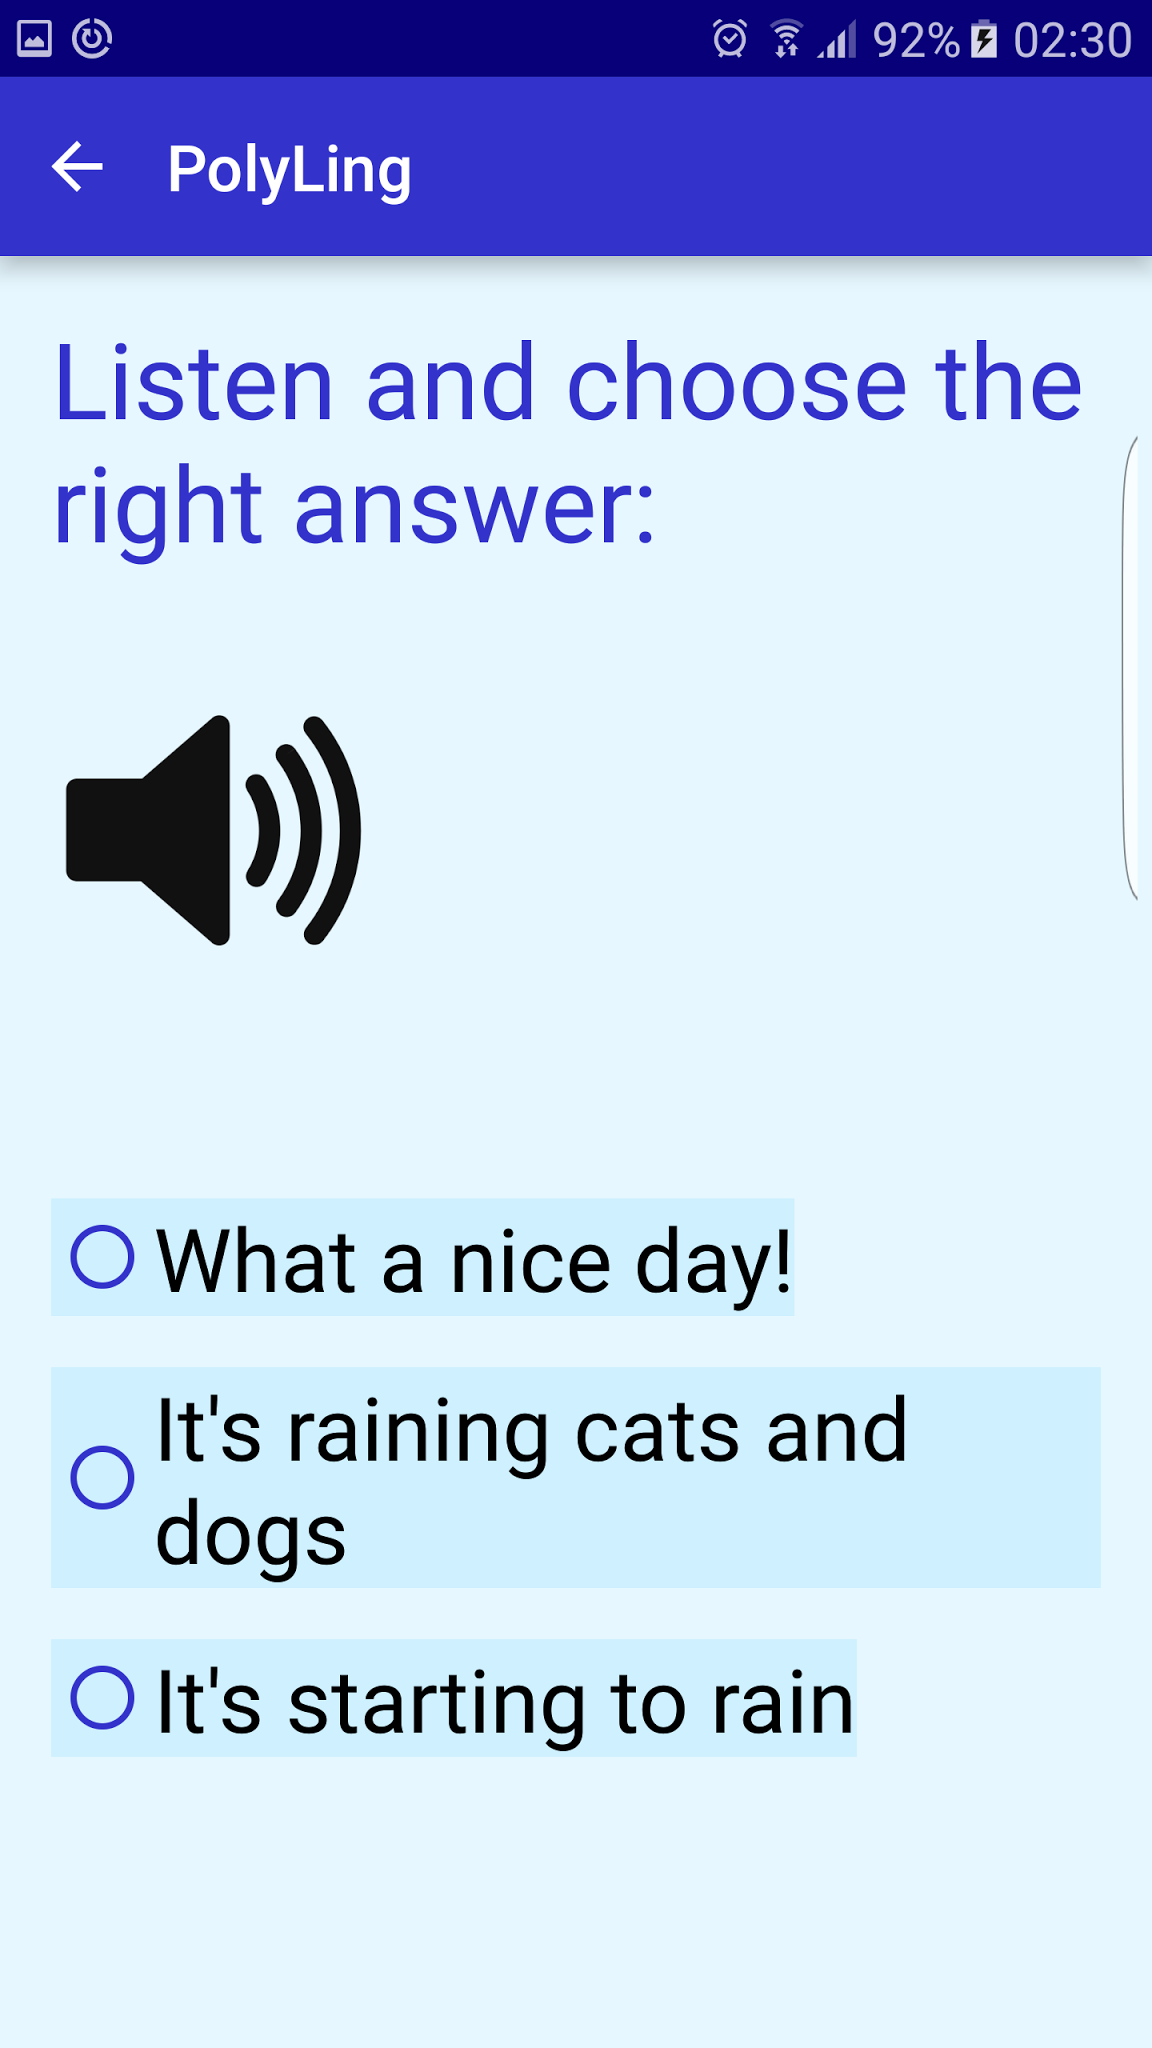 92% 02:30
PolyLing
Listen and choose the
right answer:
What a nice day!
It's raining cats and
dogs
It's starting to rain